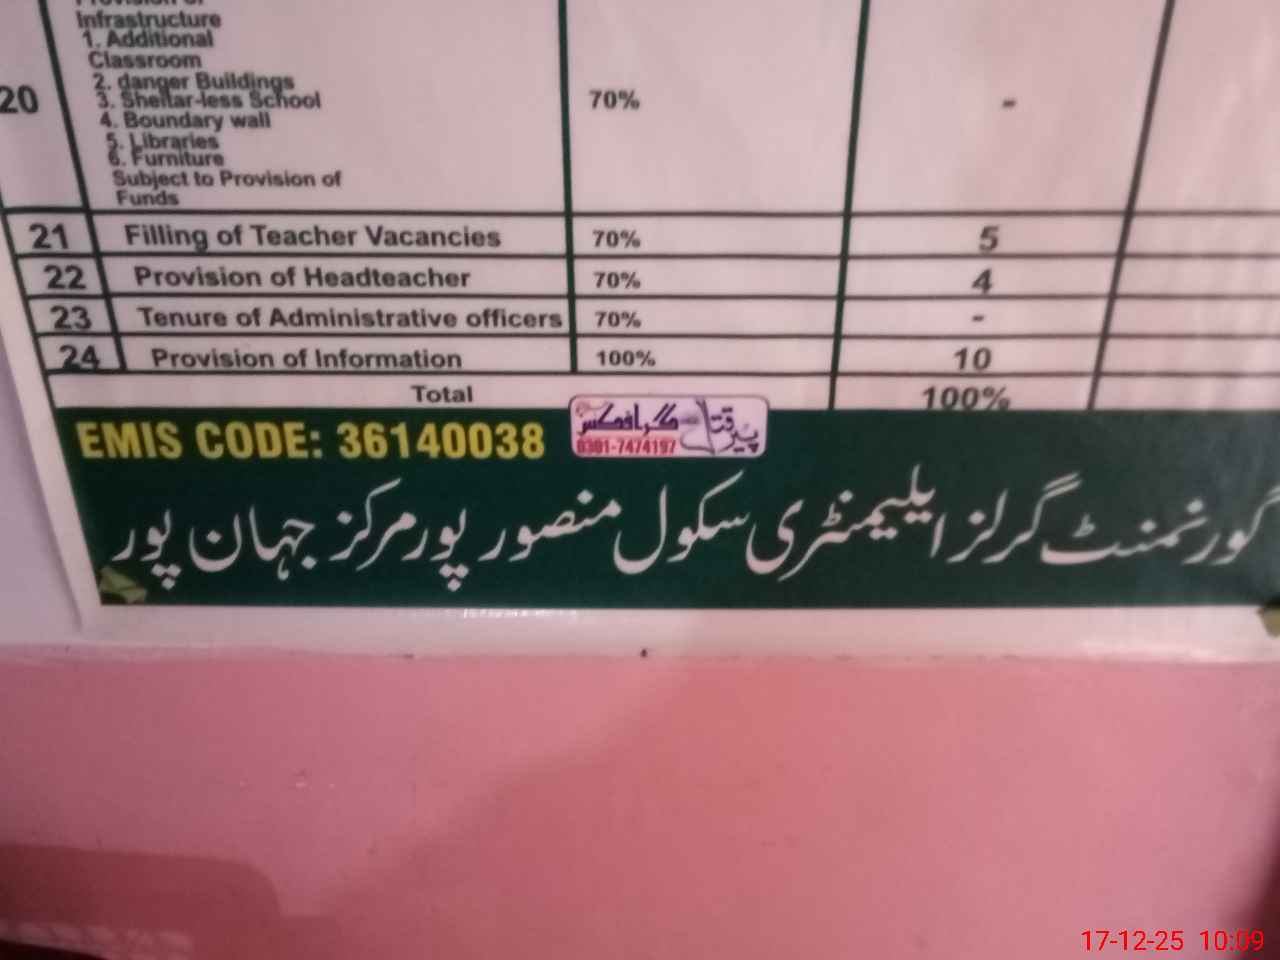 Infrastructure
1. Additional
Classroom
2. danger Buildings
3. Sheltar-less School
4. Boundary wall
5. Libraries
6. Furniture
Subject to Provision of
Funds
20 70% -
21 Filling of Teacher Vacancies 70% 5
22 Provision of Headteacher 70% 4
23 Tenure of Administrative officers 70% -
24 Provision of Information 100% 10
Total 100%
EMIS CODE: 36140038
گرافکس
0301-7474197
گورنمنٹ گرلز ایلیمنٹری سکول منصور پور مرکز جہان پور
17-12-25 10:09